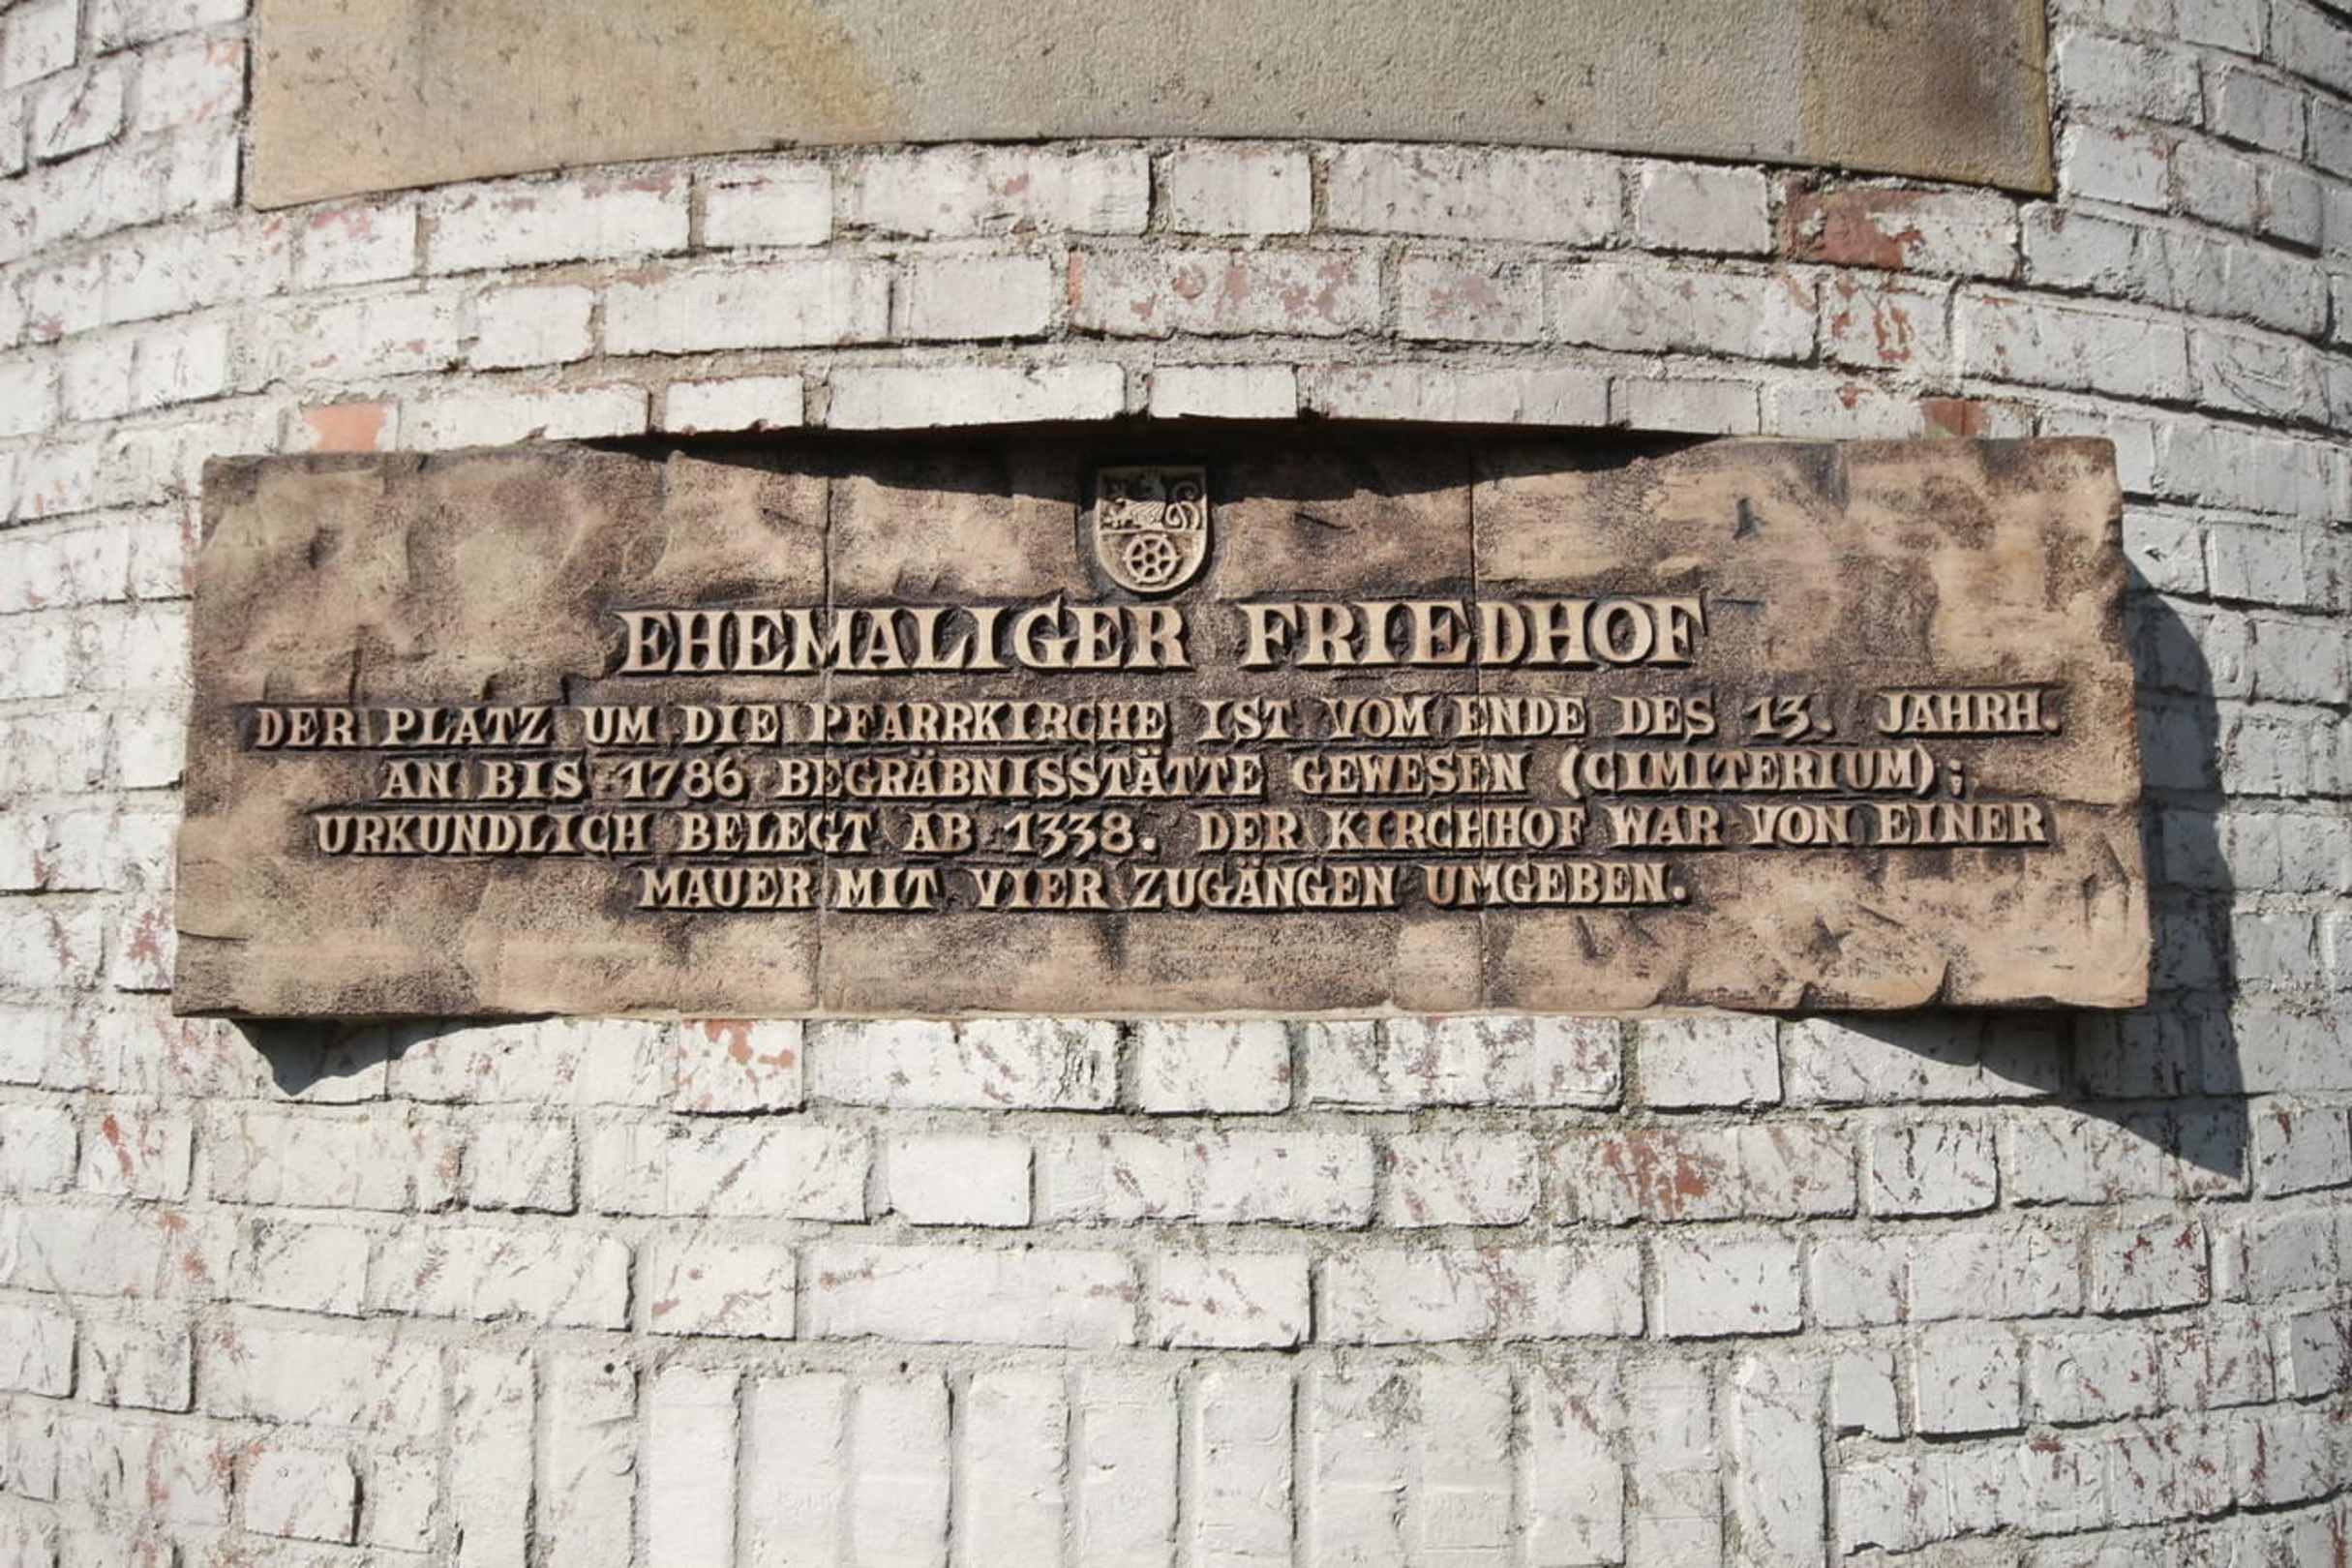 EHEMALIGER FRIEDHOF
DER PLATZ UM DIE PFARRKIRCHE IST VOM ENDE DES 13. JAHRH.
AN BIS 1786 BEGRÄBNISSTÄTTE GEWESEN (CIMITERIUM);
URKUNDLICH BELEGT AB 1338. DER KIRCHHOF WAR VON EINER
MAUER MIT VIER ZUGÄNGEN UMGEBEN.